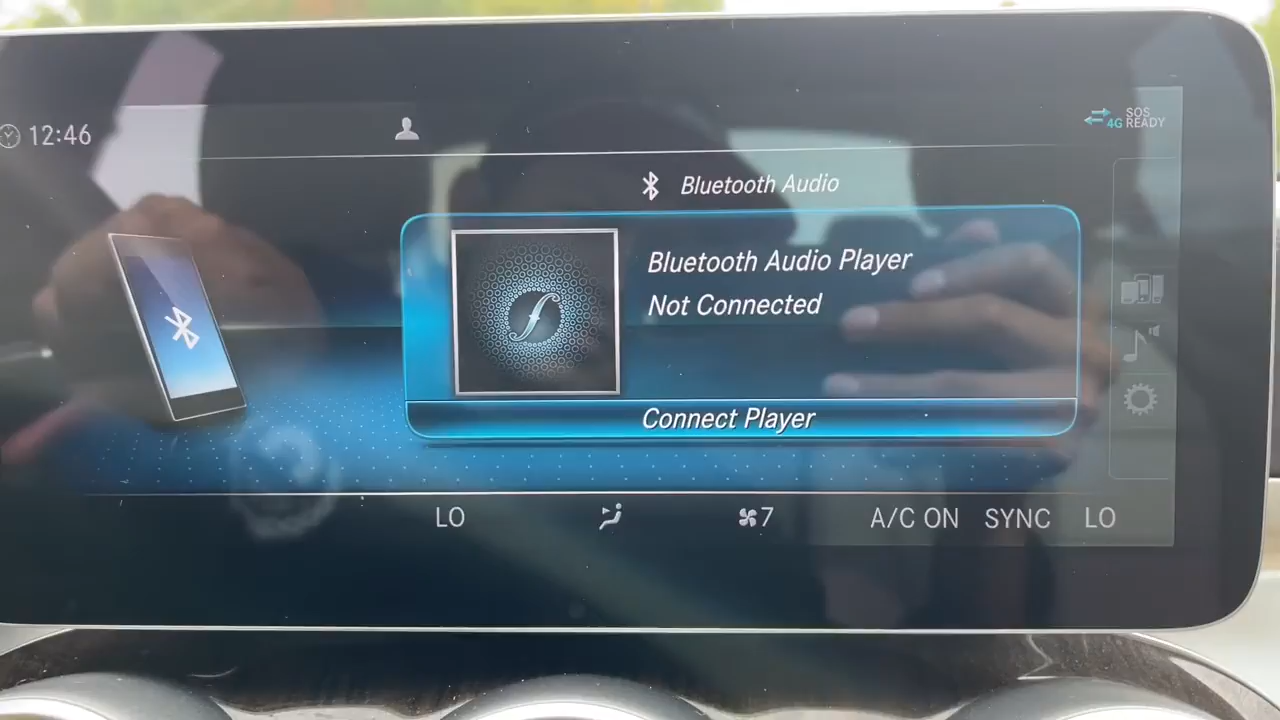 12:46
SOS
4G READY
Bluetooth Audio
Bluetooth Audio Player
Not Connected
Connect Player
LO 7 A/C ON SYNC LO